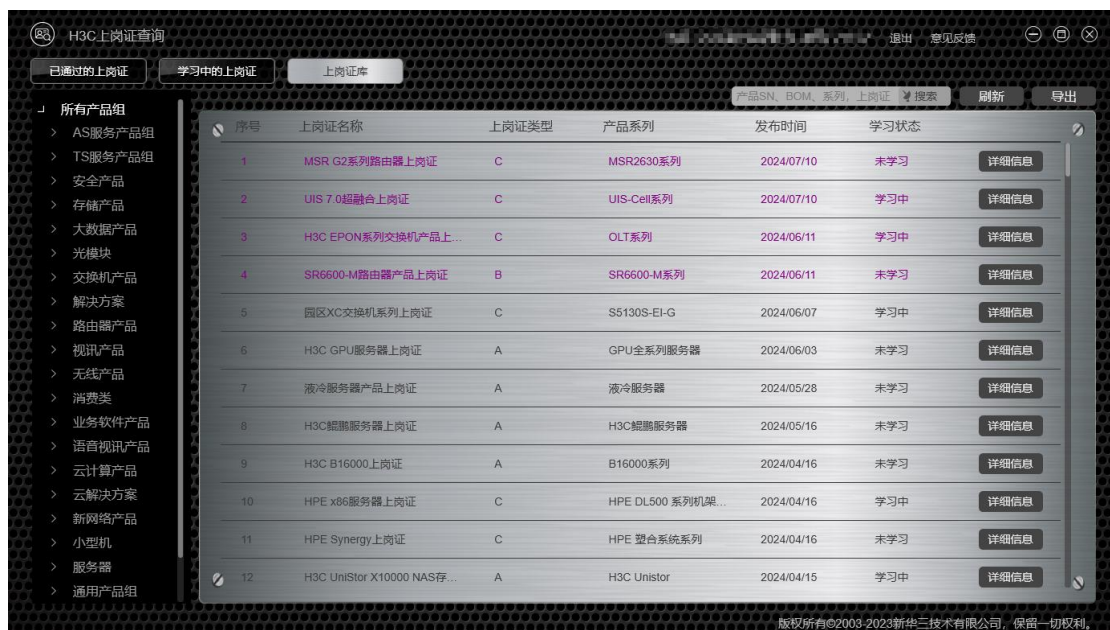 H3C上岗证查询 退出 意见反馈
已通过的上岗证 学习中的上岗证 上岗证库
产品SN、BOM、系列，上岗证 搜索 刷新 导出
所有产品组
AS服务产品组
TS服务产品组
安全产品
存储产品
大数据产品
光模块
交换机产品
解决方案
路由器产品
视讯产品
无线产品
消费类
业务软件产品
语音视讯产品
云计算产品
云解决方案
新网络产品
小型机
服务器
通用产品组
序号 上岗证名称 上岗证类型 产品系列 发布时间 学习状态
1 MSR G2系列路由器上岗证 C MSR2630系列 2024/07/10 未学习 详细信息
2 UIS 7.0超融合上岗证 C UIS-Cell系列 2024/07/10 学习中 详细信息
3 H3C EPON系列交换机产品上... C OLT系列 2024/06/11 学习中 详细信息
4 SR6600-M路由器产品上岗证 B SR6600-M系列 2024/06/11 未学习 详细信息
5 园区XC交换机系列上岗证 C S5130S-EI-G 2024/06/07 学习中 详细信息
6 H3C GPU服务器上岗证 A GPU全系列服务器 2024/06/03 未学习 详细信息
7 液冷服务器产品上岗证 A 液冷服务器 2024/05/28 未学习 详细信息
8 H3C鲲鹏服务器上岗证 A H3C鲲鹏服务器 2024/05/16 未学习 详细信息
9 H3C B16000上岗证 A B16000系列 2024/04/16 未学习 详细信息
10 HPE x86服务器上岗证 C HPE DL500 系列机架... 2024/04/16 学习中 详细信息
11 HPE Synergy上岗证 C HPE 塑合系统系列 2024/04/16 未学习 详细信息
12 H3C UniStor X10000 NAS存... A H3C Unistor 2024/04/15 学习中 详细信息
版权所有©2003-2023新华三技术有限公司，保留一切权利。